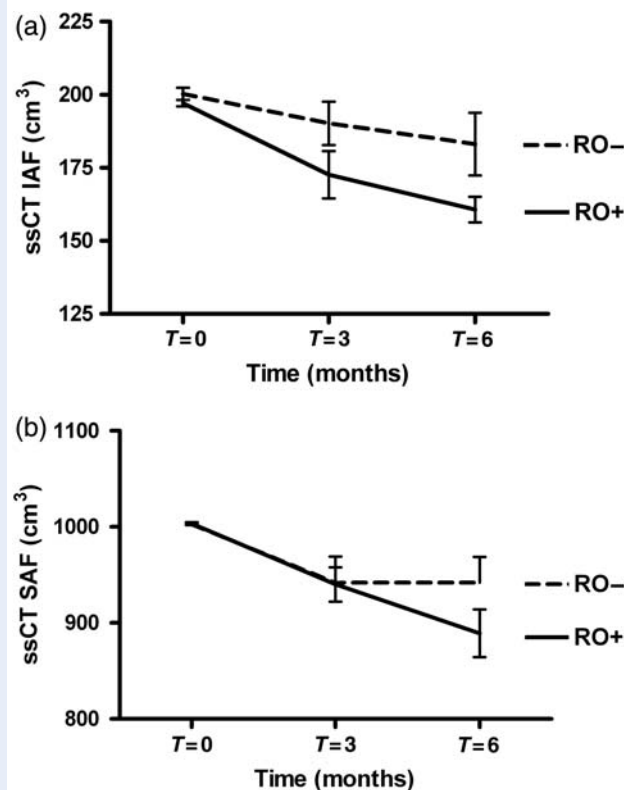 (a)
225
200
175
150
125
ssCT IAF (cm³)
RO–
RO+
T=0 T=3 T=6
Time (months)
(b)
1100
1000
900
800
ssCT SAF (cm³)
RO–
RO+
T=0 T=3 T=6
Time (months)